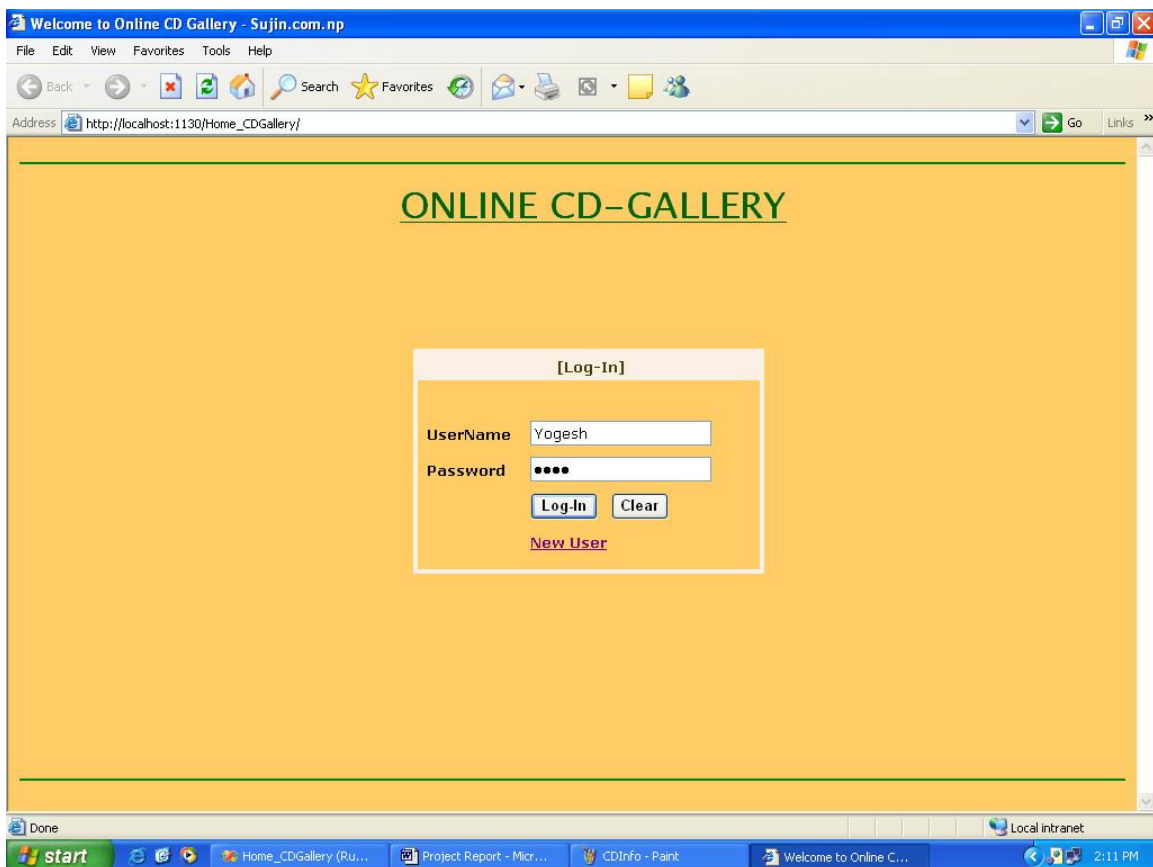 Welcome to Online CD Gallery - Sujin.com.np
File Edit View Favorites Tools Help
Back Search Favorites
Address http://localhost:1130/Home_CDGallery/ Go Links »
ONLINE CD-GALLERY
[Log-In]
UserName Yogesh
Password ••••
Log-In Clear
New User
Done Local intranet
start Home_CDGallery (Ru... Project Report - Micr... CDInfo - Paint Welcome to Online C... 2:11 PM